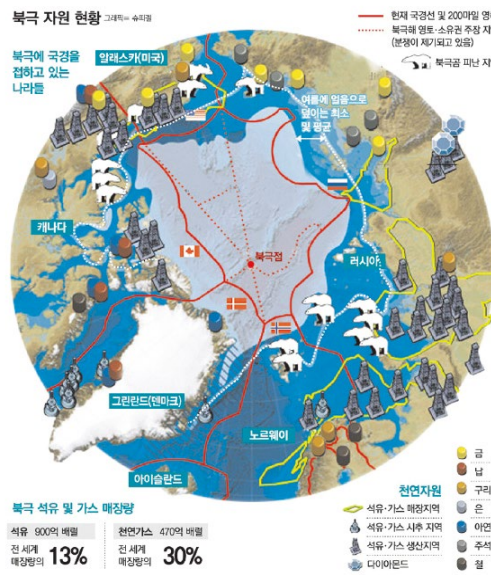 북극 자원 현황 그래픽= 슈퍼월
북극에 국경을
접하고 있는
나라들
현재 국경선 및 200마일 영
북극해 영토·소유권 주장 지
(분쟁이 제기되고 있음)
북극곰 피난 지
알래스카(미국)
여름에 얼음으로
덮이는 최소
및 평균
캐나다
북극점
러시아
그린란드(덴마크)
노르웨이
아이슬란드
북극 석유 및 가스 매장량
석유 900억 배럴
전 세계
매장량의 13%
천연가스 470억 배럴
전 세계
매장량의 30%
천연자원
석유·가스 매장지역
석유·가스 시추 지역
석유·가스 생산지역
다이아몬드
금
납
구리
은
아연
주석
철